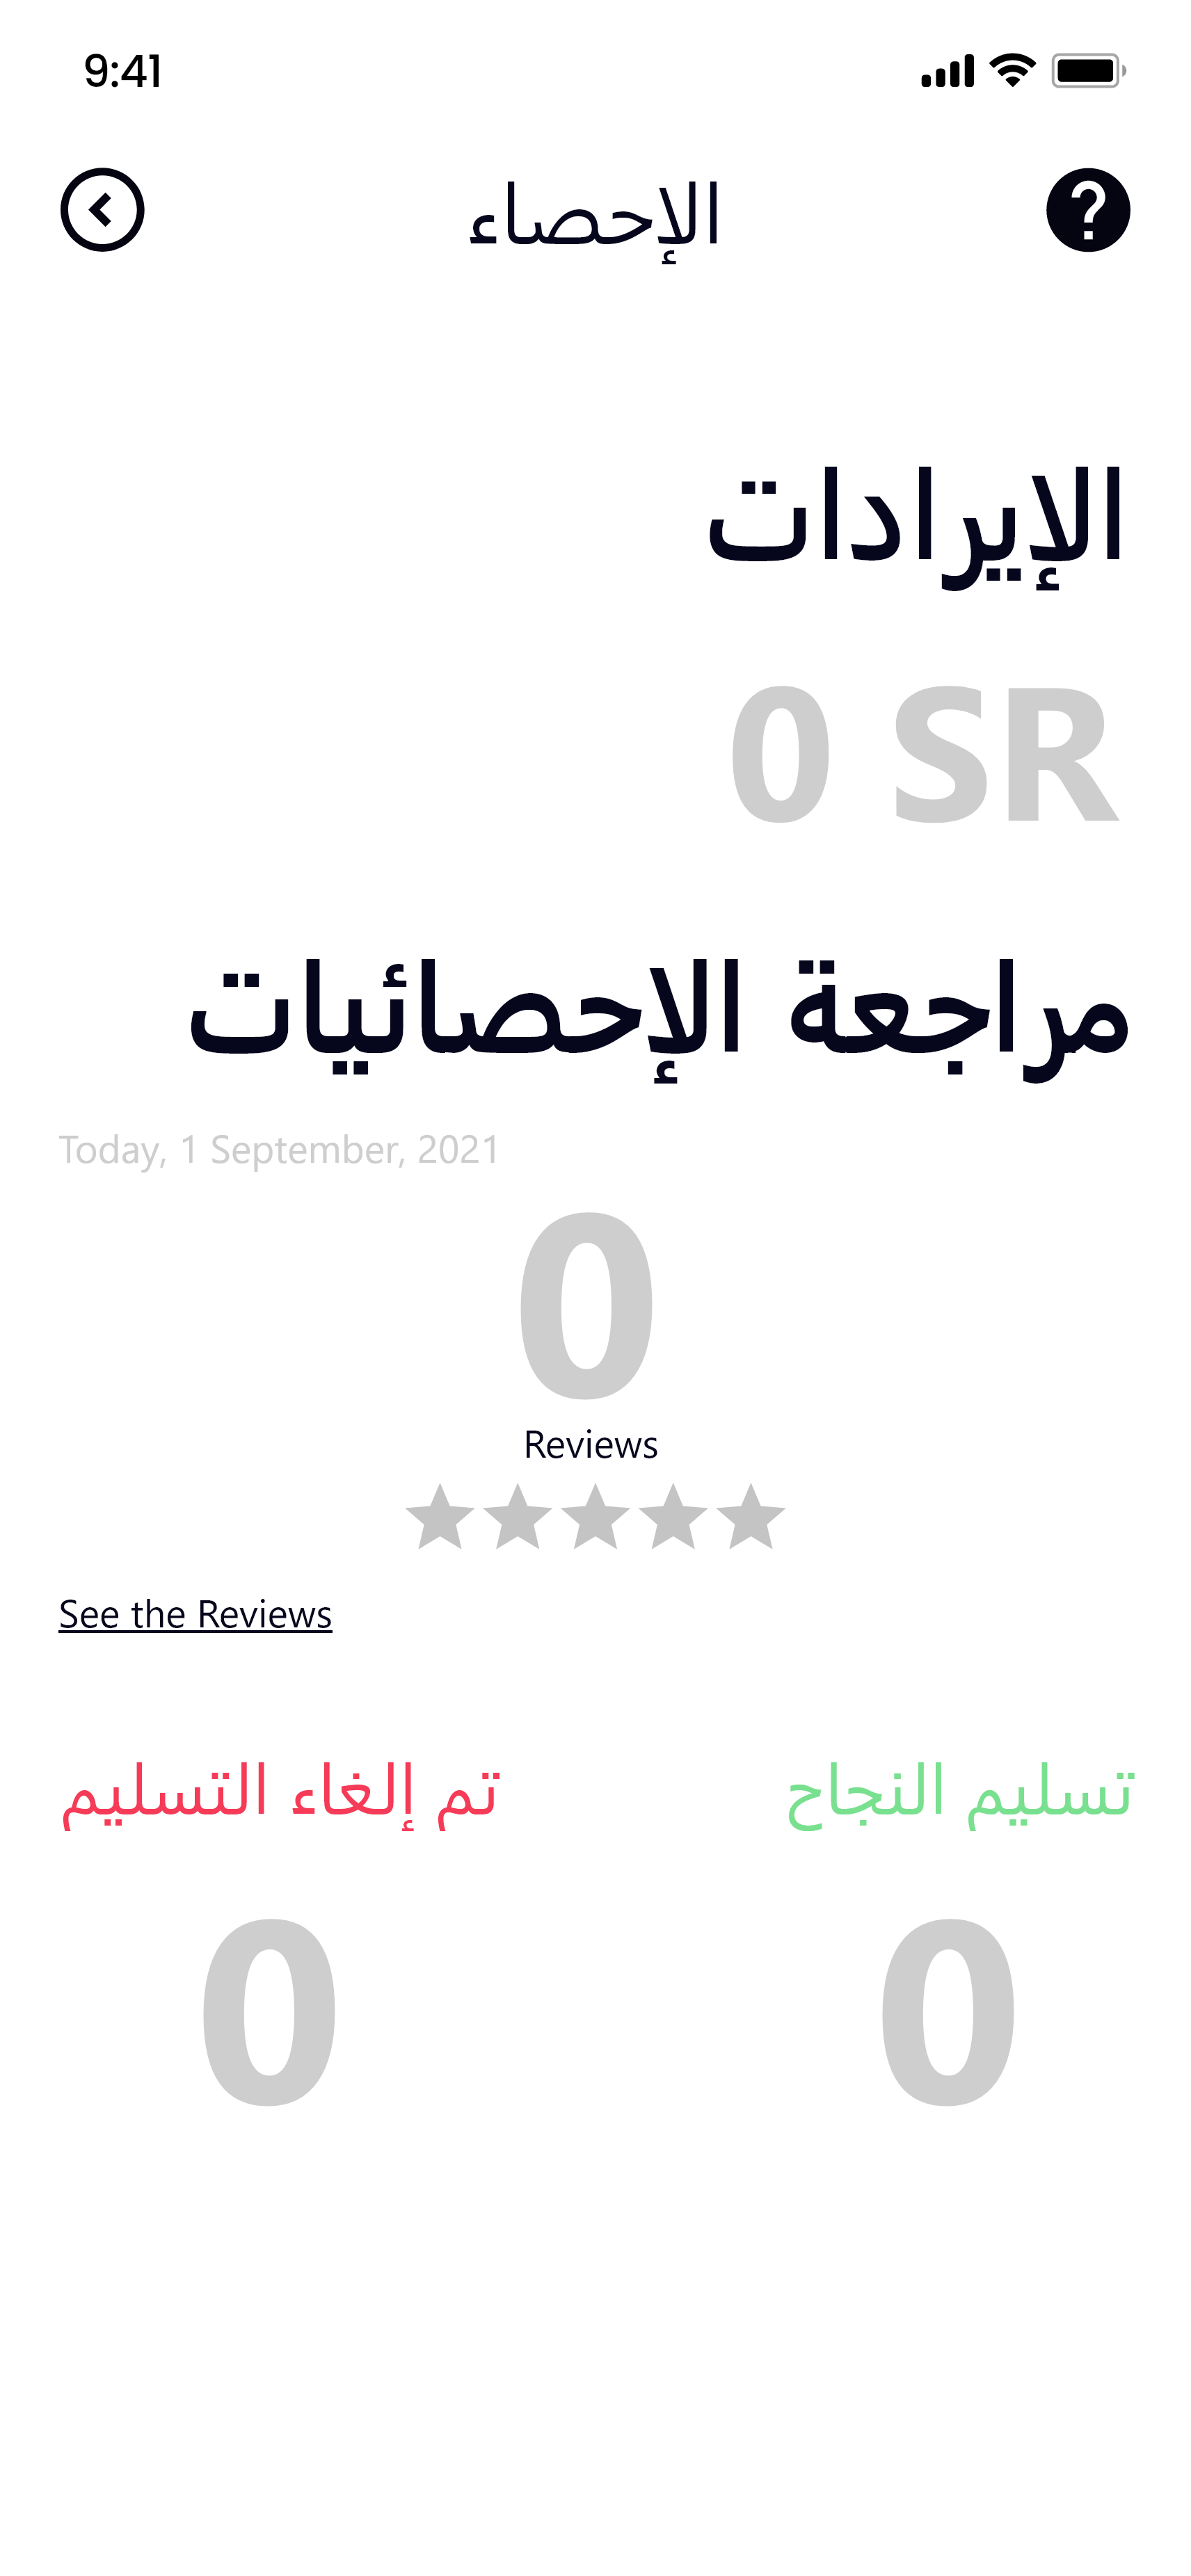 9:41
الإحصاء
الإيرادات
0 SR
مراجعة الإحصائيات
Today, 1 September, 2021
0
Reviews
See the Reviews
تسليم النجاح
تم إلغاء التسليم
0
0